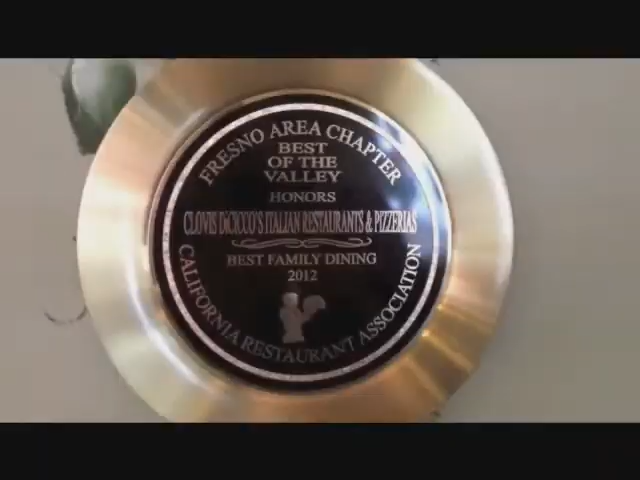 FRESNO AREA CHAPTER
BEST
OF THE
VALLEY
HONORS
CLOVIS DiCICCO'S ITALIAN RESTAURANTS & PIZZERIAS
BEST FAMILY DINING
2012
CALIFORNIA RESTAURANT ASSOCIATION